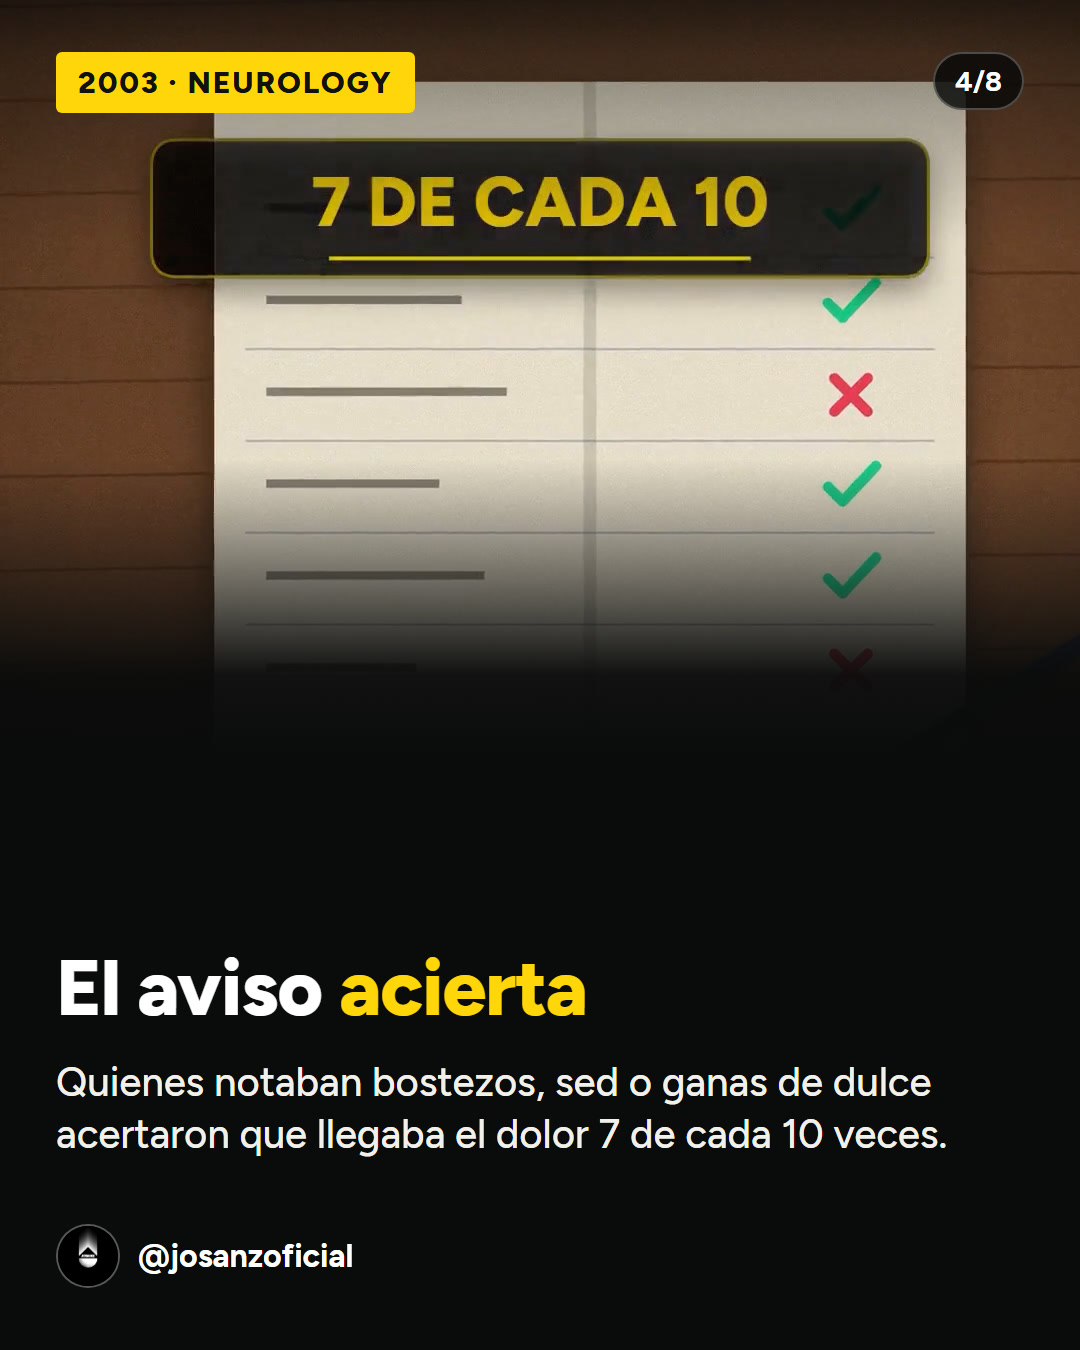 2003 · NEUROLOGY
4/8
7 DE CADA 10
El aviso acierta
Quienes notaban bostezos, sed o ganas de dulce
acertaron que llegaba el dolor 7 de cada 10 veces.
@josanzoficial